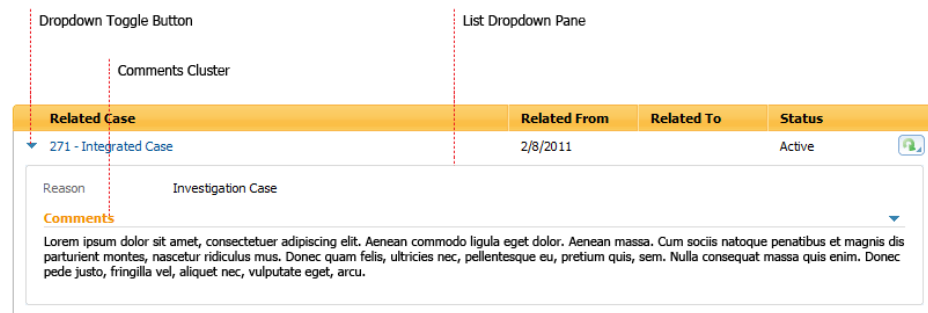 Dropdown Toggle Button List Dropdown Pane
Comments Cluster
Related Case Related From Related To Status
271 - Integrated Case 2/8/2011 Active
Reason Investigation Case
Comments
Lorem ipsum dolor sit amet, consectetuer adipiscing elit. Aenean commodo ligula eget dolor. Aenean massa. Cum sociis natoque penatibus et magnis dis
parturient montes, nascetur ridiculus mus. Donec quam felis, ultricies nec, pellentesque eu, pretium quis, sem. Nulla consequat massa quis enim. Donec
pede justo, fringilla vel, aliquet nec, vulputate eget, arcu.